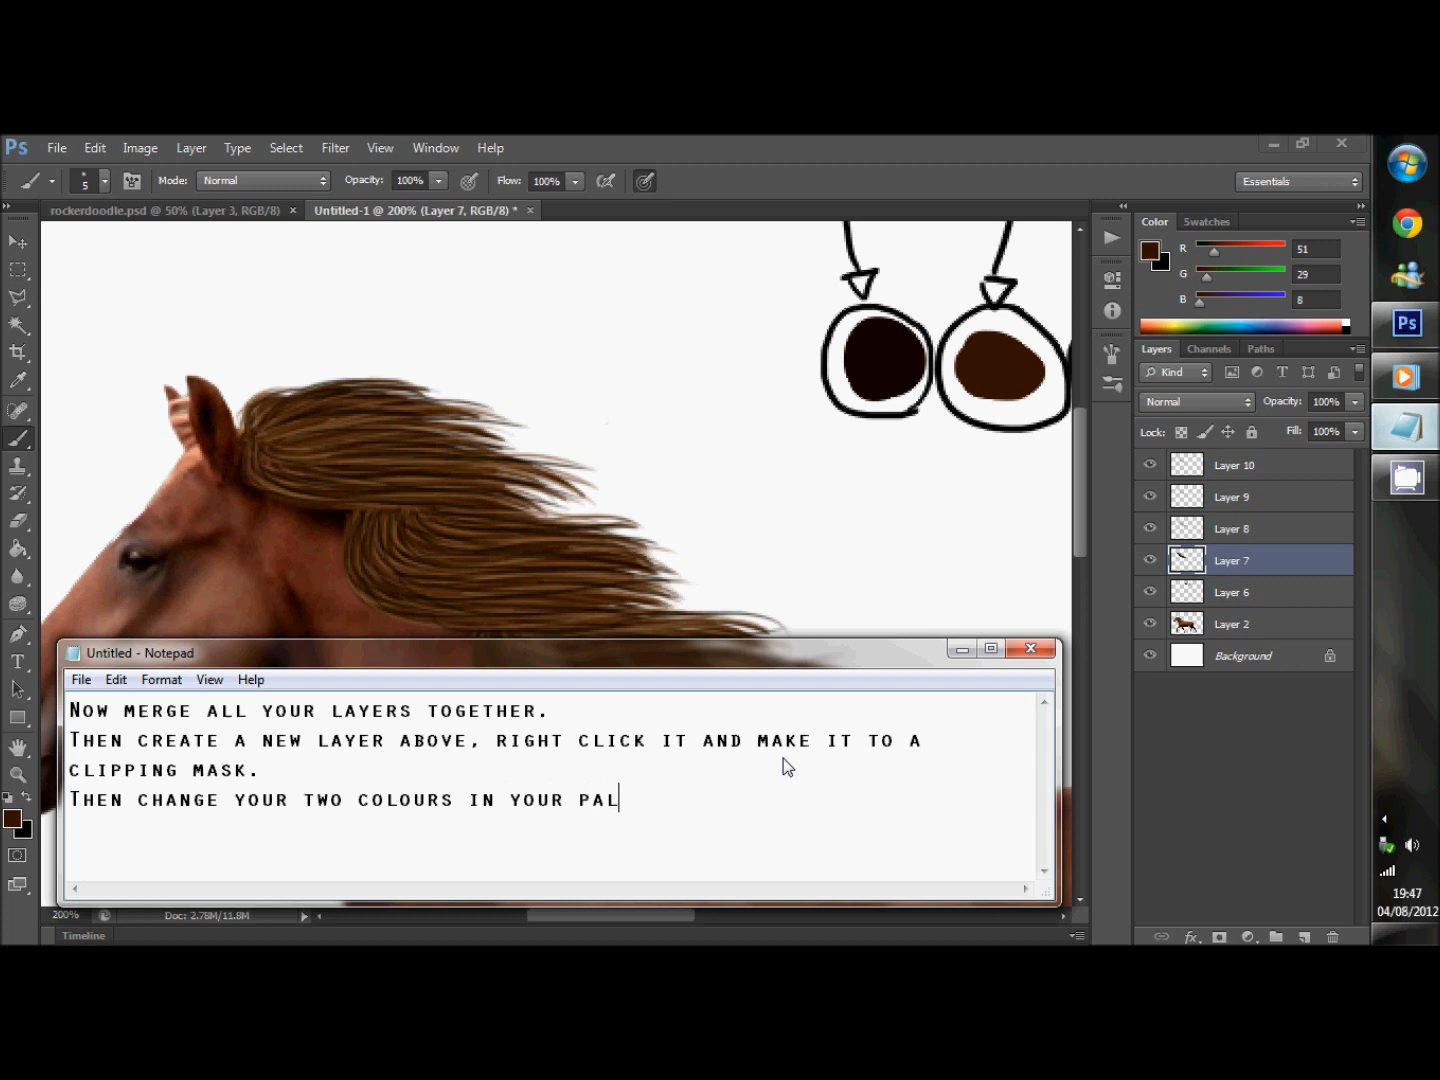 Ps File Edit Image Layer Type Select Filter View Window Help
5 Mode: Normal Opacity: 100% Flow: 100% Essentials
rockerdoodle.psd @ 50% (Layer 3, RGB/8) × Untitled-1 @ 200% (Layer 7, RGB/8) * ×
Color Swatches
R 51
G 29
B 8
Layers Channels Paths
Kind
Normal Opacity: 100%
Lock: Fill: 100%
Layer 10
Layer 9
Layer 8
Layer 7
Layer 6
Layer 2
Background
Ps
Untitled - Notepad
File Edit Format View Help
Now merge all your layers together.
Then create a new layer above, right click it and make it to a
clipping mask.
Then change your two colours in your pal
200% Doc: 2.78M/11.8M
Timeline
19:47
04/08/2012